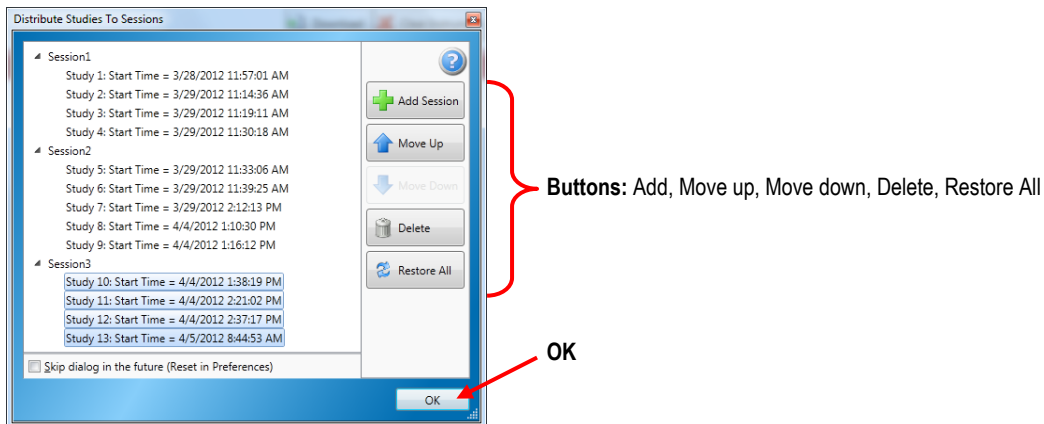 Distribute Studies To Sessions
Session1
Study 1: Start Time = 3/28/2012 11:57:01 AM
Study 2: Start Time = 3/29/2012 11:14:36 AM
Study 3: Start Time = 3/29/2012 11:19:11 AM
Study 4: Start Time = 3/29/2012 11:30:18 AM
Session2
Study 5: Start Time = 3/29/2012 11:33:06 AM
Study 6: Start Time = 3/29/2012 11:39:25 AM
Study 7: Start Time = 3/29/2012 2:12:13 PM
Study 8: Start Time = 4/4/2012 1:10:30 PM
Study 9: Start Time = 4/4/2012 1:16:12 PM
Session3
Study 10: Start Time = 4/4/2012 1:38:19 PM
Study 11: Start Time = 4/4/2012 2:21:02 PM
Study 12: Start Time = 4/4/2012 2:37:17 PM
Study 13: Start Time = 4/5/2012 8:44:53 AM
Skip dialog in the future (Reset in Preferences)
?
Add Session
Move Up
Move Down
Delete
Restore All
OK
Buttons: Add, Move up, Move down, Delete, Restore All
OK